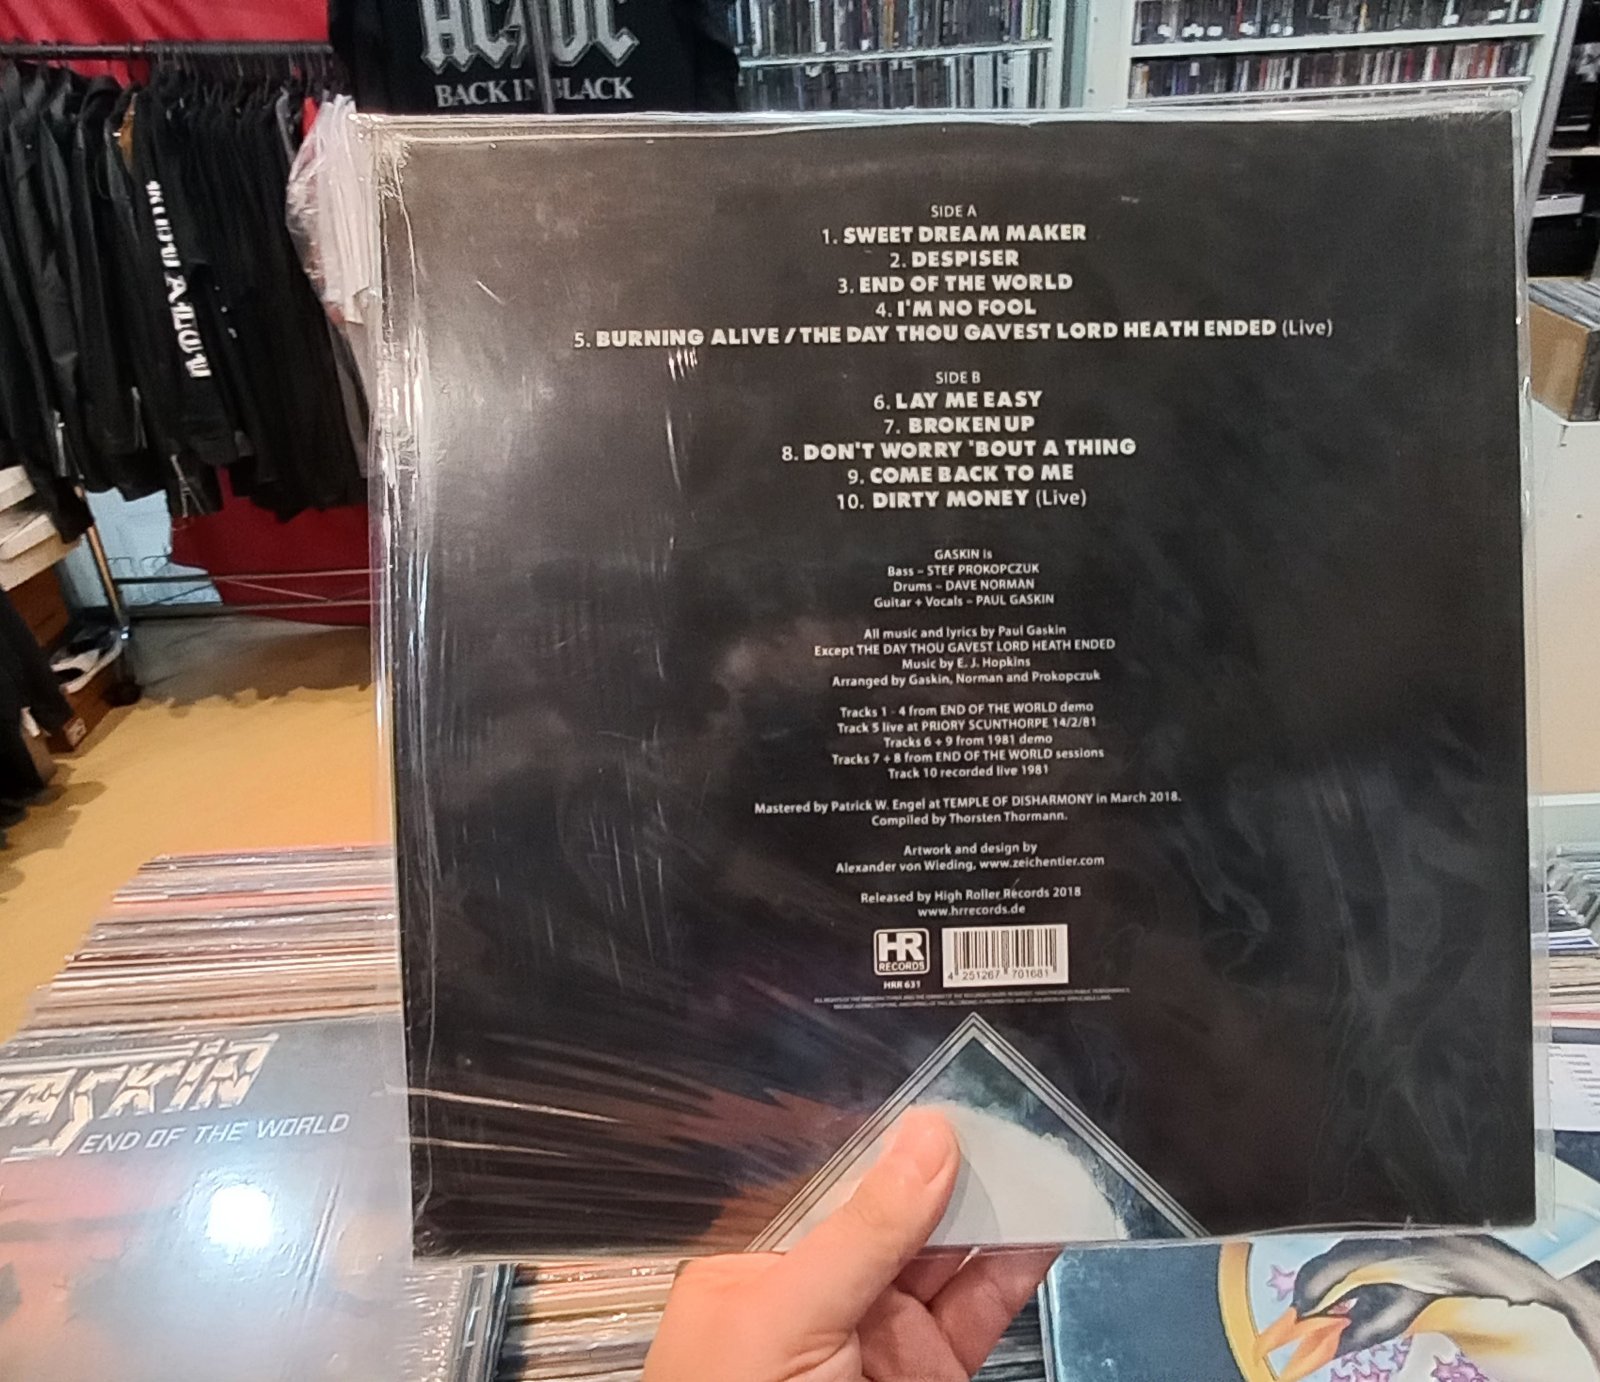 AC/DC
BACK IN BLACK
SIDE A
1. SWEET DREAM MAKER
2. DESPISER
3. END OF THE WORLD
4. I'M NO FOOL
5. BURNING ALIVE / THE DAY THOU GAVEST LORD HEATH ENDED (Live)
SIDE B
6. LAY ME EASY
7. BROKEN UP
8. DON'T WORRY 'BOUT A THING
9. COME BACK TO ME
10. DIRTY MONEY (Live)
GASKIN is
Bass – STEF PROKOPCZUK
Drums – DAVE NORMAN
Guitar + Vocals – PAUL GASKIN
All music and lyrics by Paul Gaskin
Except THE DAY THOU GAVEST LORD HEATH ENDED
Music by E. J. Hopkins
Arranged by Gaskin, Norman and Prokopczuk
Tracks 1 - 4 from END OF THE WORLD demo
Track 5 live at PRIORY SCUNTHORPE 14/2/81
Tracks 6 + 9 from 1981 demo
Tracks 7 + 8 from END OF THE WORLD sessions
Track 10 recorded live 1981
Mastered by Patrick W. Engel at TEMPLE OF DISHARMONY in March 2018.
Compiled by Thorsten Thormann.
Artwork and design by
Alexander von Wieding, www.zeichentier.com
Released by High Roller Records 2018
www.hrrecords.de
HR
RECORDS
HRR 631
4 251267 701681
GASKIN
END OF THE WORLD